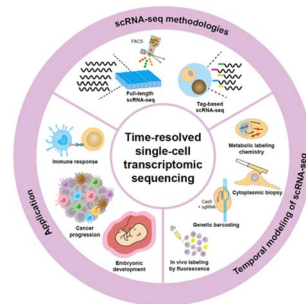 scRNA-seq methodologies
FACS
Full-length
scRNA-seq
Tag-based
scRNA-seq
Time-resolved
single-cell
transcriptomic
sequencing
Immune response
Cancer
progression
Embryonic
development
Application
Metabolic labeling
chemistry
Cytoplasmic biopsy
Cas9
+ sgRNA
Genetic barcoding
In vivo labeling
by fluorescence
Temporal modeling of scRNA-seq